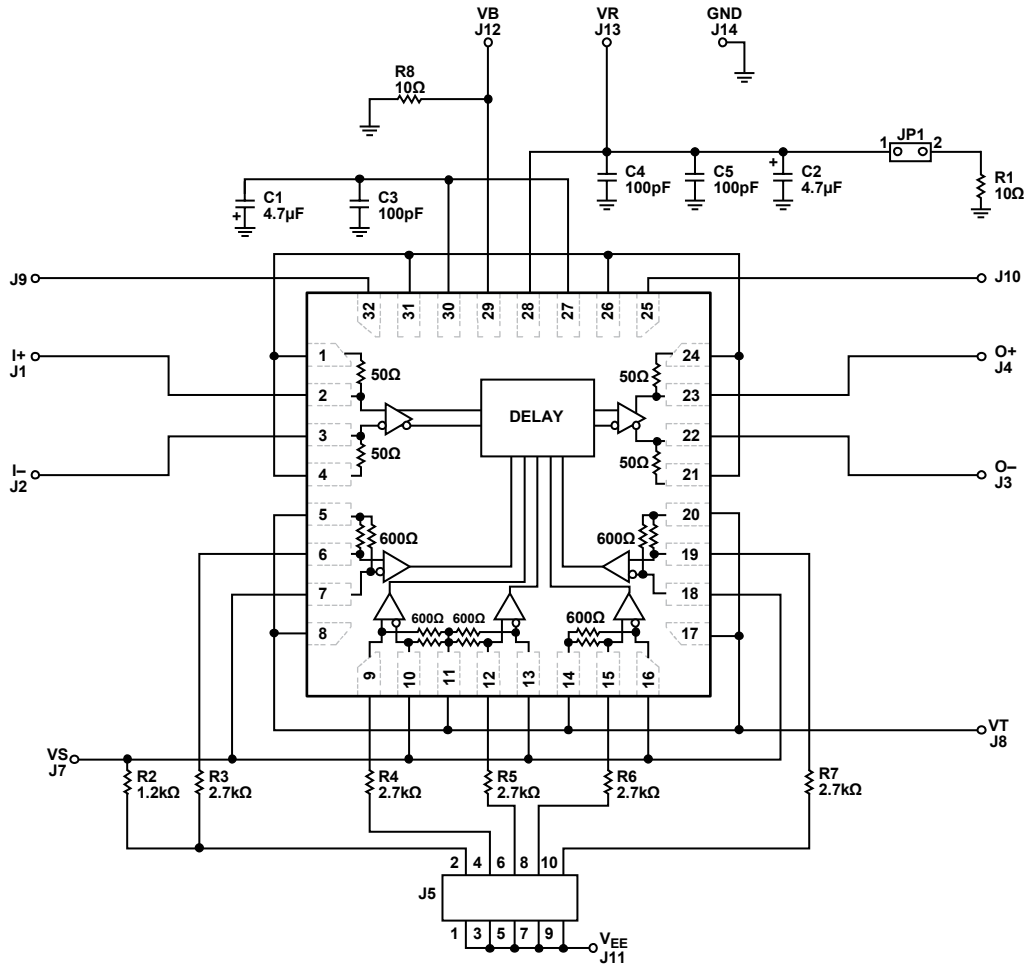 VB
J12
VR
J13
GND
J14
R8
10Ω
JP1
1
2
C1
4.7µF
+
C3
100pF
C4
100pF
C5
100pF
+
C2
4.7µF
R1
10Ω
J9
J10
32
31
30
29
28
27
26
25
I+
J1
I–
J2
O+
J4
O–
J3
1
2
3
4
5
6
7
8
50Ω
50Ω
DELAY
50Ω
50Ω
24
23
22
21
20
19
18
17
600Ω
600Ω
600Ω
600Ω
600Ω
9
10
11
12
13
14
15
16
VS
J7
VT
J8
R2
1.2kΩ
R3
2.7kΩ
R4
2.7kΩ
R5
2.7kΩ
R6
2.7kΩ
R7
2.7kΩ
2
4
6
8
10
J5
1
3
5
7
9
VEE
J11